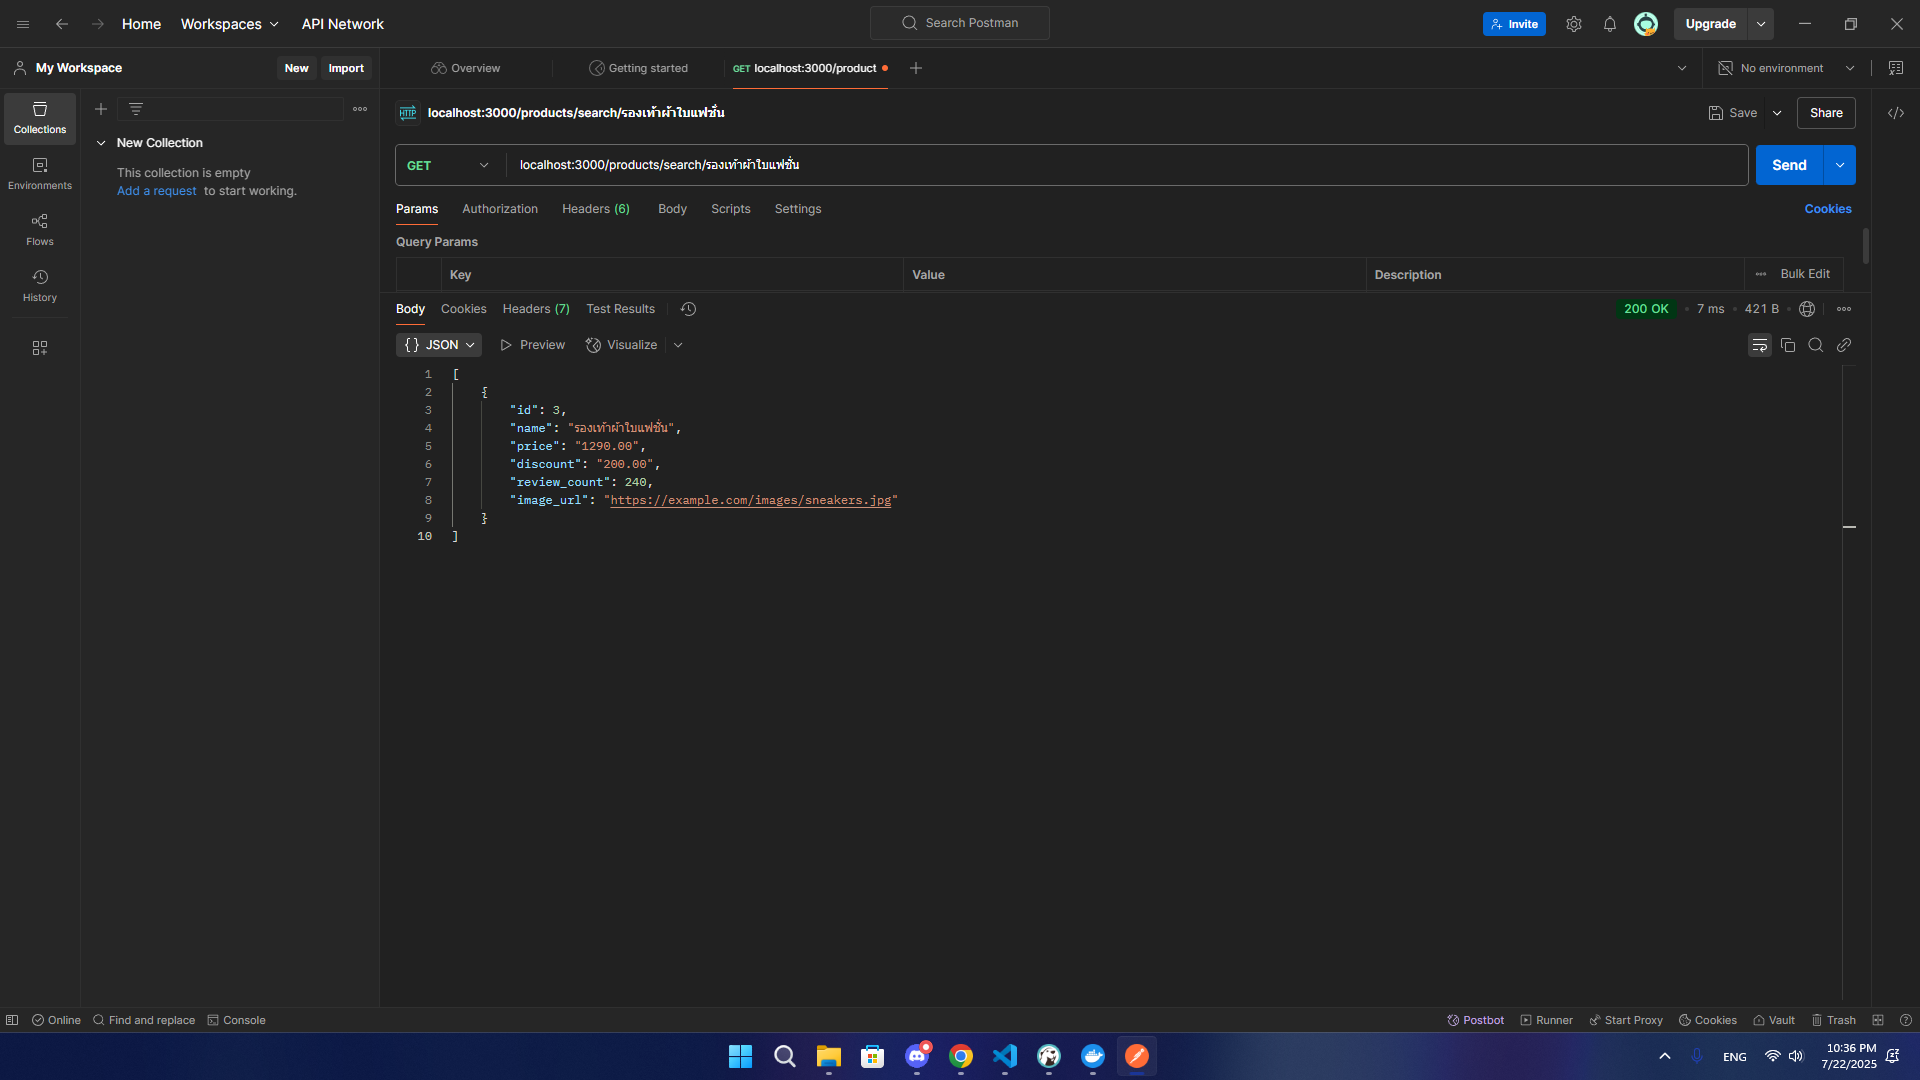 Home
Workspaces
API Network
Search Postman
Invite
Upgrade
My Workspace
New
Import
Overview
Getting started
GET localhost:3000/product
No environment
Collections
Environments
Flows
History
New Collection
This collection is empty
Add a request to start working.
HTTP localhost:3000/products/search/รองเท้าผ้าใบแฟชั่น
Save
Share
GET
localhost:3000/products/search/รองเท้าผ้าใบแฟชั่น
Send
Params
Authorization
Headers (6)
Body
Scripts
Settings
Cookies
Query Params
Key
Value
Description
Bulk Edit
Body
Cookies
Headers (7)
Test Results
200 OK
7 ms
421 B
{} JSON
Preview
Visualize
1 [
2 {
3 "id": 3,
4 "name": "รองเท้าผ้าใบแฟชั่น",
5 "price": "1290.00",
6 "discount": "200.00",
7 "review_count": 240,
8 "image_url": "https://example.com/images/sneakers.jpg"
9 }
10 ]
Online
Find and replace
Console
Postbot
Runner
Start Proxy
Cookies
Vault
Trash
ENG
10:36 PM
7/22/2025